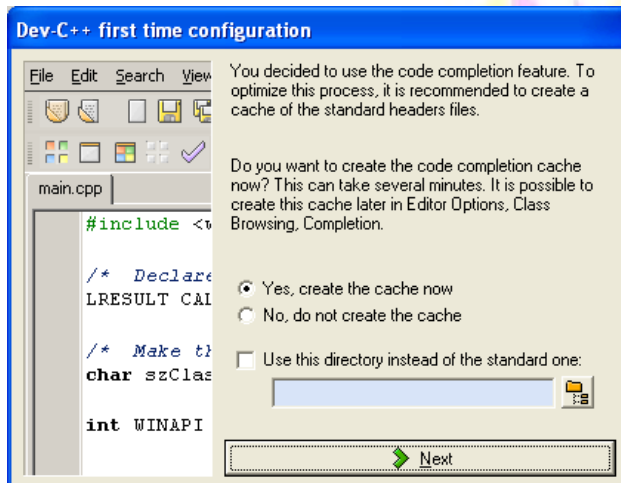 Dev-C++ first time configuration
File Edit Search View
main.cpp
#include <w
/* Declare
LRESULT CAL
/* Make th
char szClas
int WINAPI
You decided to use the code completion feature. To
optimize this process, it is recommended to create a
cache of the standard headers files.
Do you want to create the code completion cache
now? This can take several minutes. It is possible to
create this cache later in Editor Options, Class
Browsing, Completion.
Yes, create the cache now
No, do not create the cache
Use this directory instead of the standard one:
Next